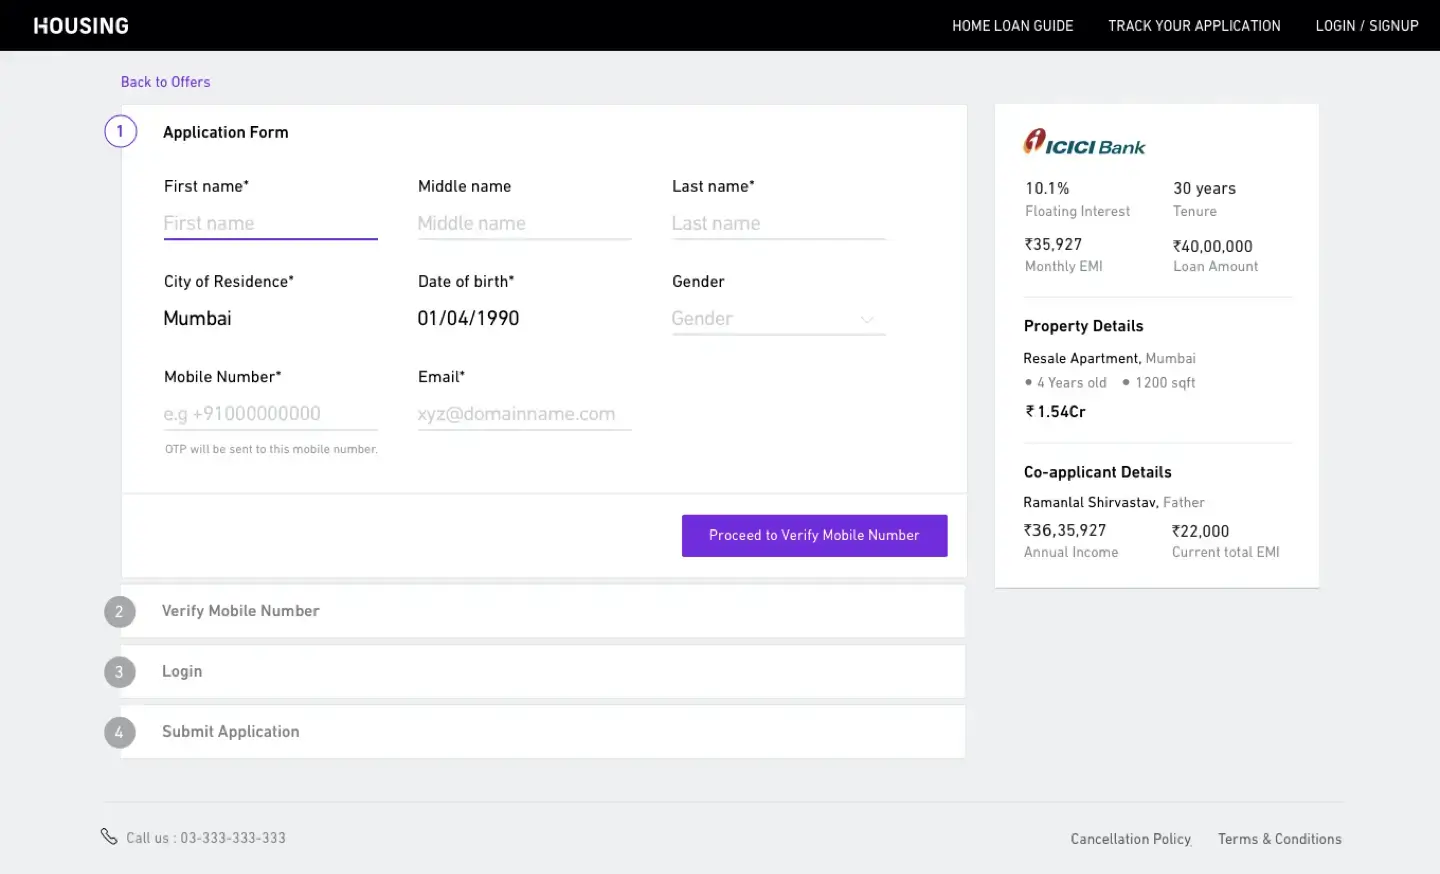 HOUSING
HOME LOAN GUIDE TRACK YOUR APPLICATION LOGIN / SIGNUP
Back to Offers
1 Application Form
First name* Middle name Last name*
First name Middle name Last name
City of Residence* Date of birth* Gender
Mumbai 01/04/1990 Gender
Mobile Number* Email*
e.g +91000000000 xyz@domainname.com
OTP will be sent to this mobile number.
Proceed to Verify Mobile Number
2 Verify Mobile Number
3 Login
4 Submit Application
ICICI Bank
10.1% 30 years
Floating Interest Tenure
₹35,927 ₹40,00,000
Monthly EMI Loan Amount
Property Details
Resale Apartment, Mumbai
• 4 Years old • 1200 sqft
₹ 1.54Cr
Co-applicant Details
Ramanlal Shirvastav, Father
₹36,35,927 ₹22,000
Annual Income Current total EMI
Call us : 03-333-333-333
Cancellation Policy Terms & Conditions